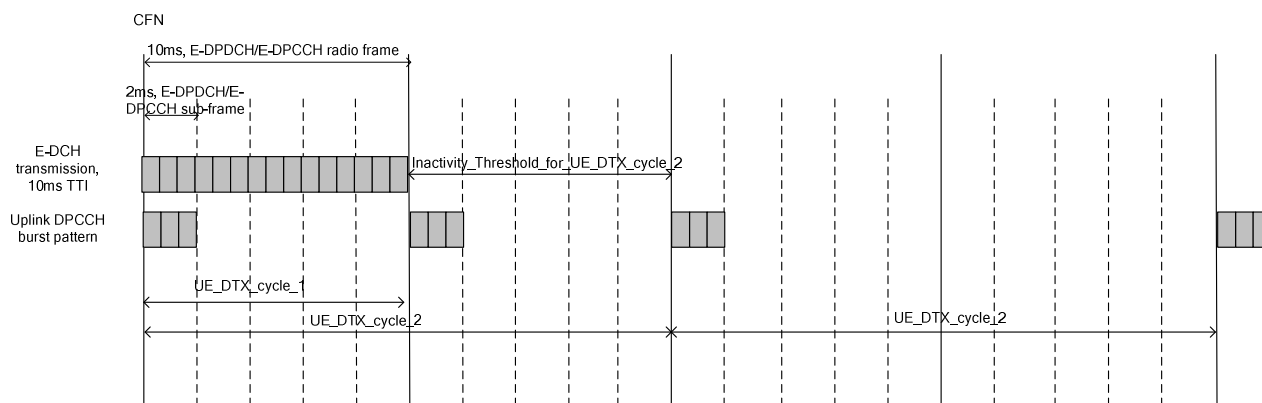 CFN
10ms, E-DPDCH/E-DPCCH radio frame
2ms, E-DPDCH/E-
DPCCH sub-frame
E-DCH
transmission,
10ms TTI
Inactivity_Threshold_for_UE_DTX_cycle_2
Uplink DPCCH
burst pattern
UE_DTX_cycle_1
UE_DTX_cycle_2
UE_DTX_cycle_2